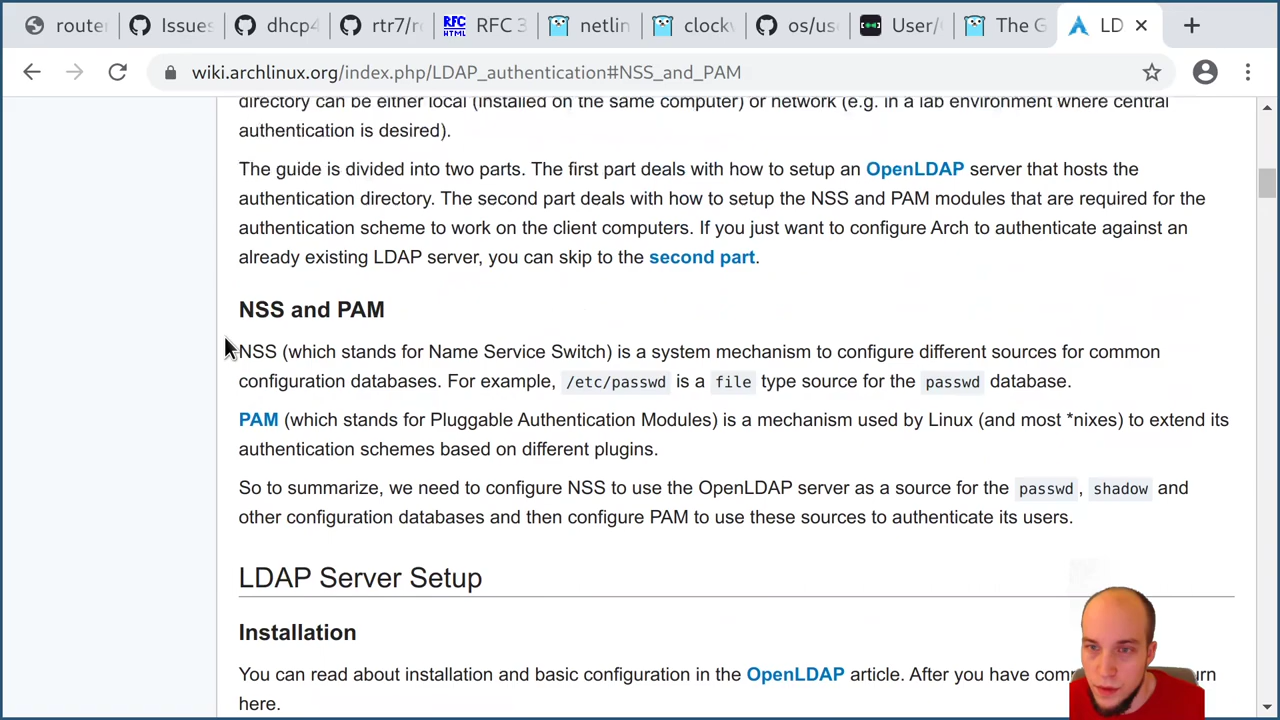 router
Issues
dhcp4
rtr7/ro
RFC HTML
RFC 3
netlin
clockv
os/use
User/
The G
LD
wiki.archlinux.org/index.php/LDAP_authentication#NSS_and_PAM
directory can be either local (installed on the same computer) or network (e.g. in a lab environment where central
authentication is desired).
The guide is divided into two parts. The first part deals with how to setup an OpenLDAP server that hosts the
authentication directory. The second part deals with how to setup the NSS and PAM modules that are required for the
authentication scheme to work on the client computers. If you just want to configure Arch to authenticate against an
already existing LDAP server, you can skip to the second part.
NSS and PAM
NSS (which stands for Name Service Switch) is a system mechanism to configure different sources for common
configuration databases. For example, /etc/passwd is a file type source for the passwd database.
PAM (which stands for Pluggable Authentication Modules) is a mechanism used by Linux (and most *nixes) to extend its
authentication schemes based on different plugins.
So to summarize, we need to configure NSS to use the OpenLDAP server as a source for the passwd, shadow and
other configuration databases and then configure PAM to use these sources to authenticate its users.
LDAP Server Setup
Installation
You can read about installation and basic configuration in the OpenLDAP article. After you have com urn
here.